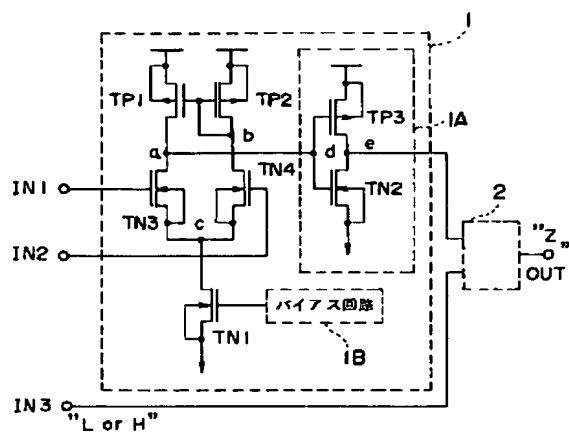 1
TP1
TP2
TP3
1A
a
b
d
e
TN4
TN2
IN1
TN3
c
2
"Z"
OUT
IN2
バイアス回路
TN1
1B
IN3
"L or H"